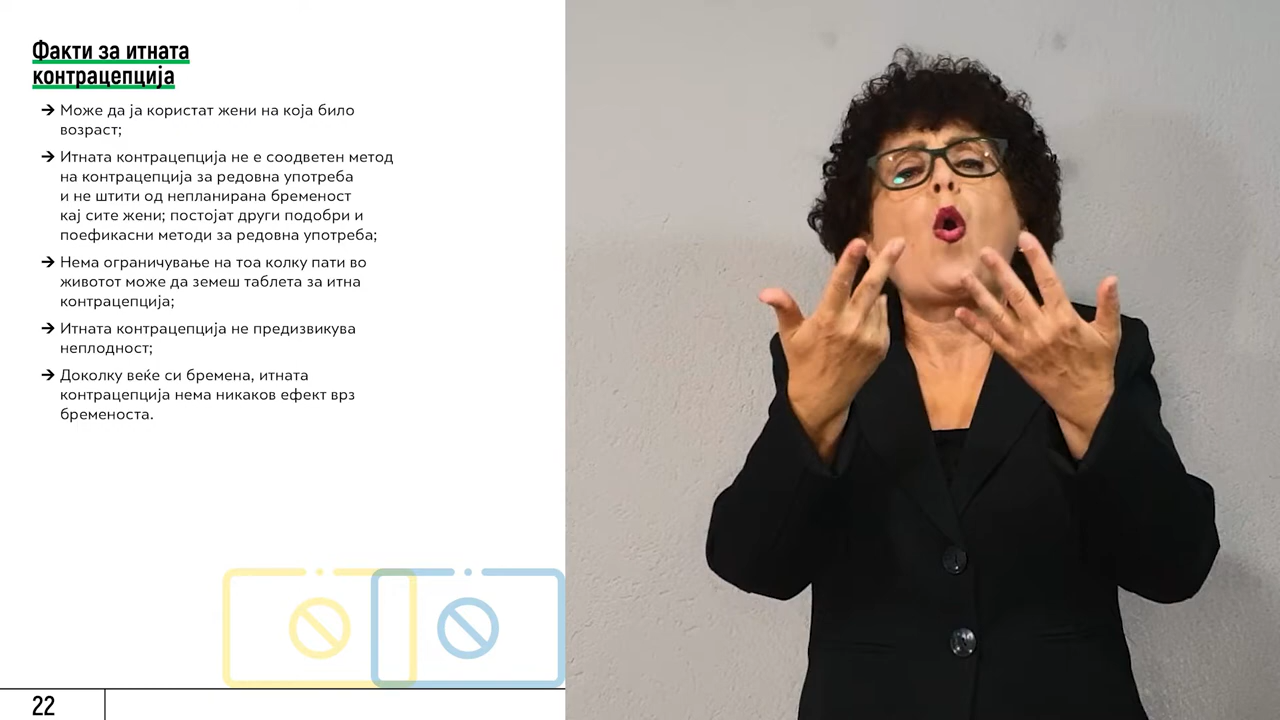 Факти за итната
контрацепција
→ Може да ја користат жени на која било
возраст;
→ Итната контрацепција не е соодветен метод
на контрацепција за редовна употреба
и не штити од непланирана бременост
кај сите жени; постојат други подобри и
поефикасни методи за редовна употреба;
→ Нема ограничување на тоа колку пати во
животот може да земеш таблета за итна
контрацепција;
→ Итната контрацепција не предизвикува
неплодност;
→ Доколку веќе си бремена, итната
контрацепција нема никаков ефект врз
бременоста.
22